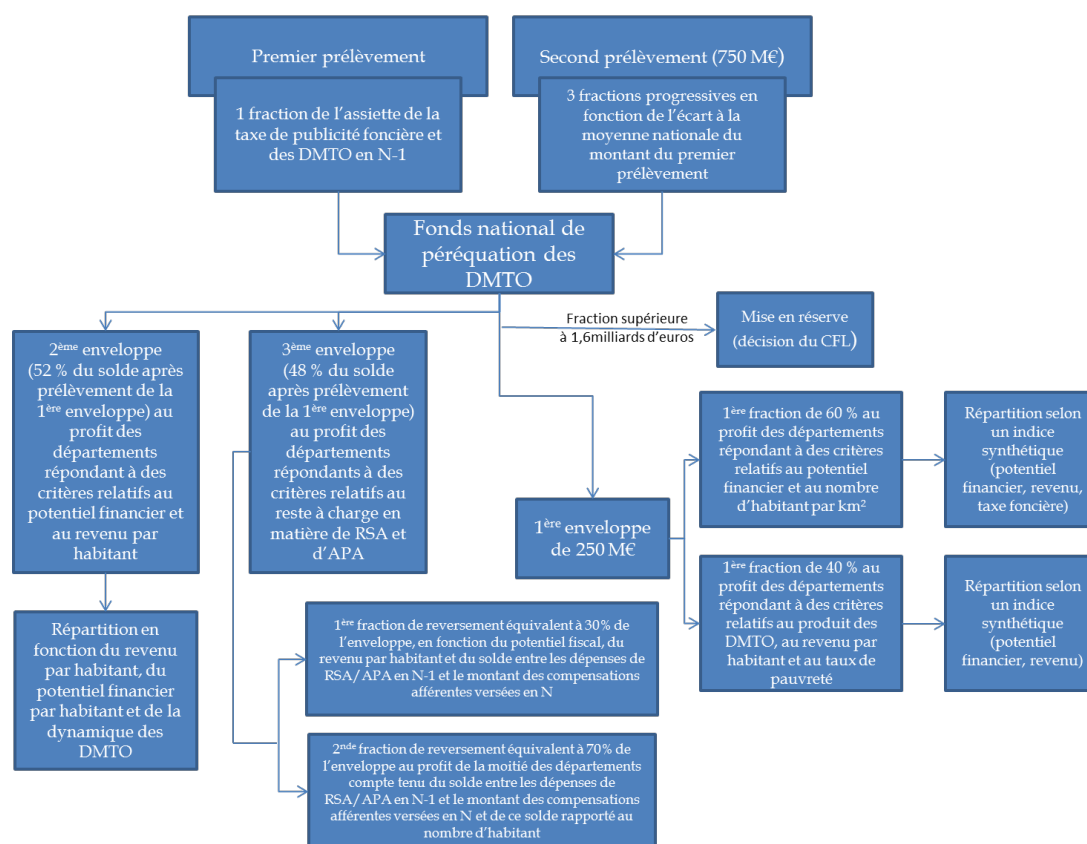 Premier prélèvement
1 fraction de l'assiette de la
taxe de publicité foncière et
des DMTO en N-1
Second prélèvement (750 M€)
3 fractions progressives en
fonction de l'écart à la
moyenne nationale du
montant du premier
prélèvement
Fonds national de
péréquation des
DMTO
Fraction supérieure
à 1,6milliards d'euros
Mise en réserve
(décision du CFL)
2ème enveloppe
(52 % du solde après
prélèvement de la
1ère enveloppe) au
profit des
départements
répondant à des
critères relatifs au
potentiel financier et
au revenu par
habitant
3ème enveloppe
(48 % du solde
après prélèvement
de la 1ère enveloppe)
au profit des
départements
répondants à des
critères relatifs au
reste à charge en
matière de RSA et
d'APA
1ère enveloppe
de 250 M€
1ère fraction de 60 % au
profit des départements
répondant à des critères
relatifs au potentiel
financier et au nombre
d'habitant par km²
Répartition selon
un indice
synthétique
(potentiel
financier, revenu,
taxe foncière)
1ère fraction de 40 % au
profit des départements
répondant à des critères
relatifs au produit des
DMTO, au revenu par
habitant et au taux de
pauvreté
Répartition selon
un indice
synthétique
(potentiel
financier, revenu)
Répartition en
fonction du revenu
par habitant, du
potentiel financier
par habitant et de la
dynamique des
DMTO
1ère fraction de reversement équivalent à 30% de
l'enveloppe, en fonction du potentiel fiscal, du
revenu par habitant et du solde entre les dépenses de
RSA/APA en N-1 et le montant des compensations
afférentes versées en N
2nde fraction de reversement équivalent à 70% de
l'enveloppe au profit de la moitié des départements
compte tenu du solde entre les dépenses de
RSA/APA en N-1 et le montant des compensations
afférentes versées en N et de ce solde rapporté au
nombre d'habitant